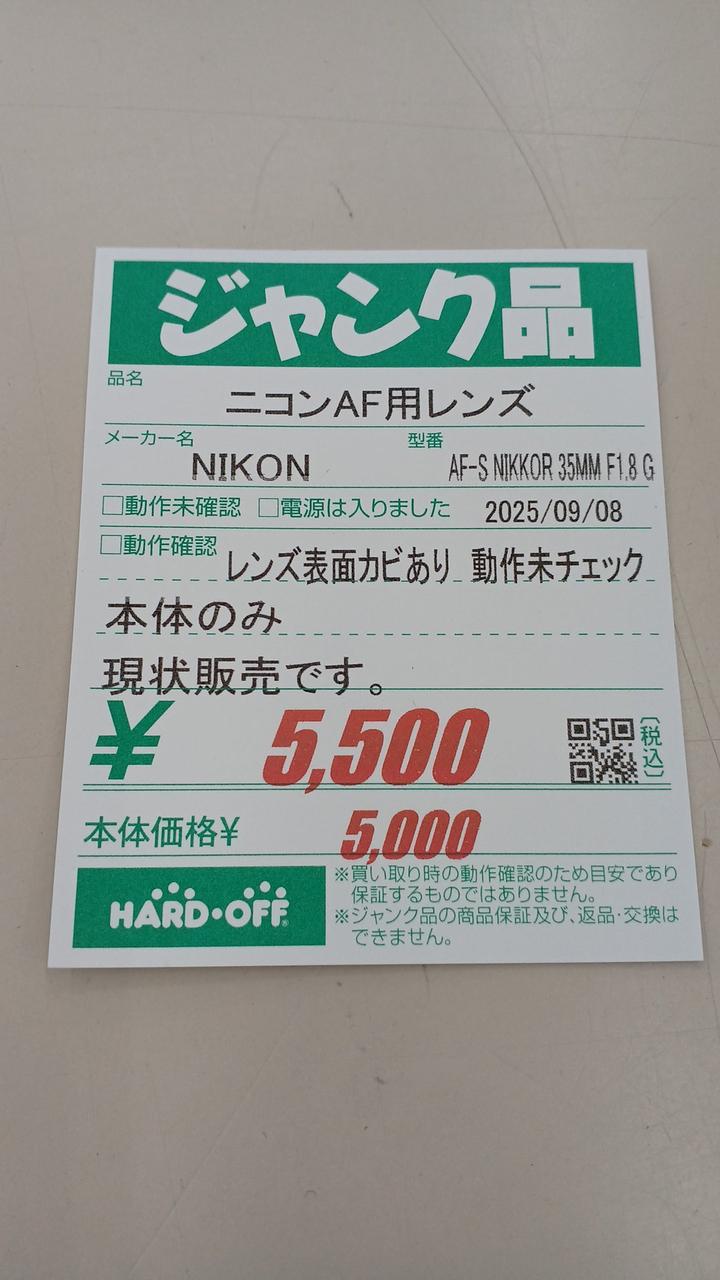 ジャンク品
品名
ニコンAF用レンズ
メーカー名 型番
NIKON AF-S NIKKOR 35MM F1.8 G
□動作未確認 □電源は入りました 2025/09/08
□動作確認 レンズ表面カビあり 動作未チェック
本体のみ
現状販売です。
¥ 5,500 〔税込〕
本体価格¥ 5,000
HARD・OFF®
※買い取り時の動作確認のため目安であり
保証するものではありません。
※ジャンク品の商品保証及び、返品・交換は
できません。